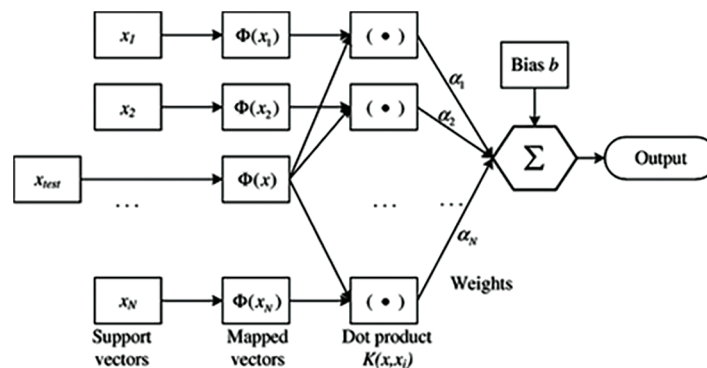 x1 Φ(x1) (•)
Bias b
α1
x2 Φ(x2) (•) α2
Σ Output
xtest Φ(x)
... ... ...
αN
xN Φ(xN) (•) Weights
Support Mapped Dot product
vectors vectors K(x,xi)